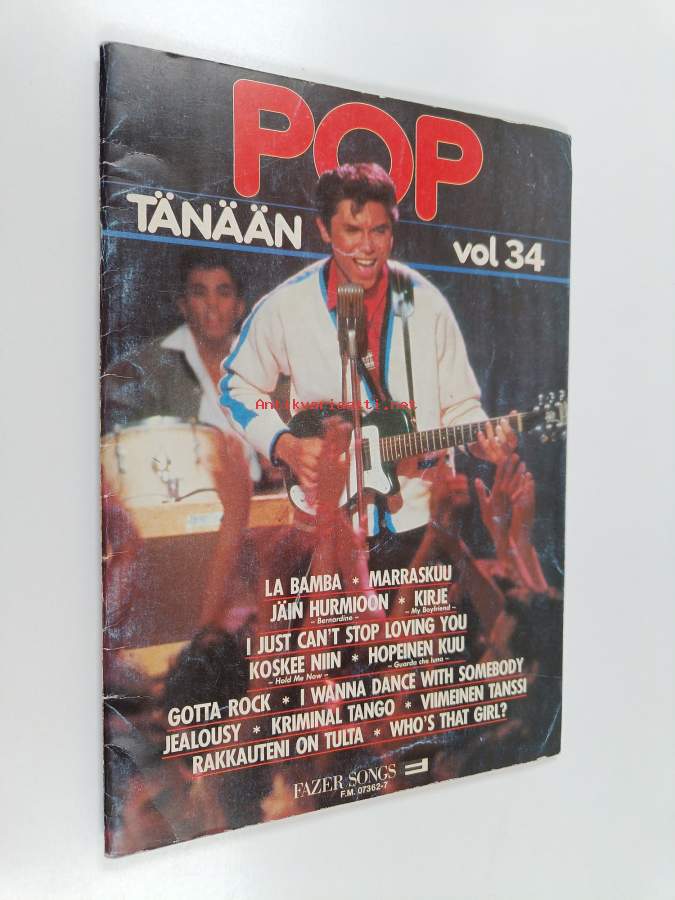 POP
TÄNÄÄN
vol 34
Antikvariaatti.net
LA BAMBA * MARRASKUU
JÄIN HURMIOON * KIRJE
– Bernardine – – My Boyfriend –
I JUST CAN'T STOP LOVING YOU
KOSKEE NIIN * HOPEINEN KUU
– Hold Me Now – – Guarda che luna –
GOTTA ROCK * I WANNA DANCE WITH SOMEBODY
JEALOUSY * KRIMINAL TANGO * VIIMEINEN TANSSI
RAKKAUTENI ON TULTA * WHO'S THAT GIRL?
FAZER SONGS
F.M. 07362-7